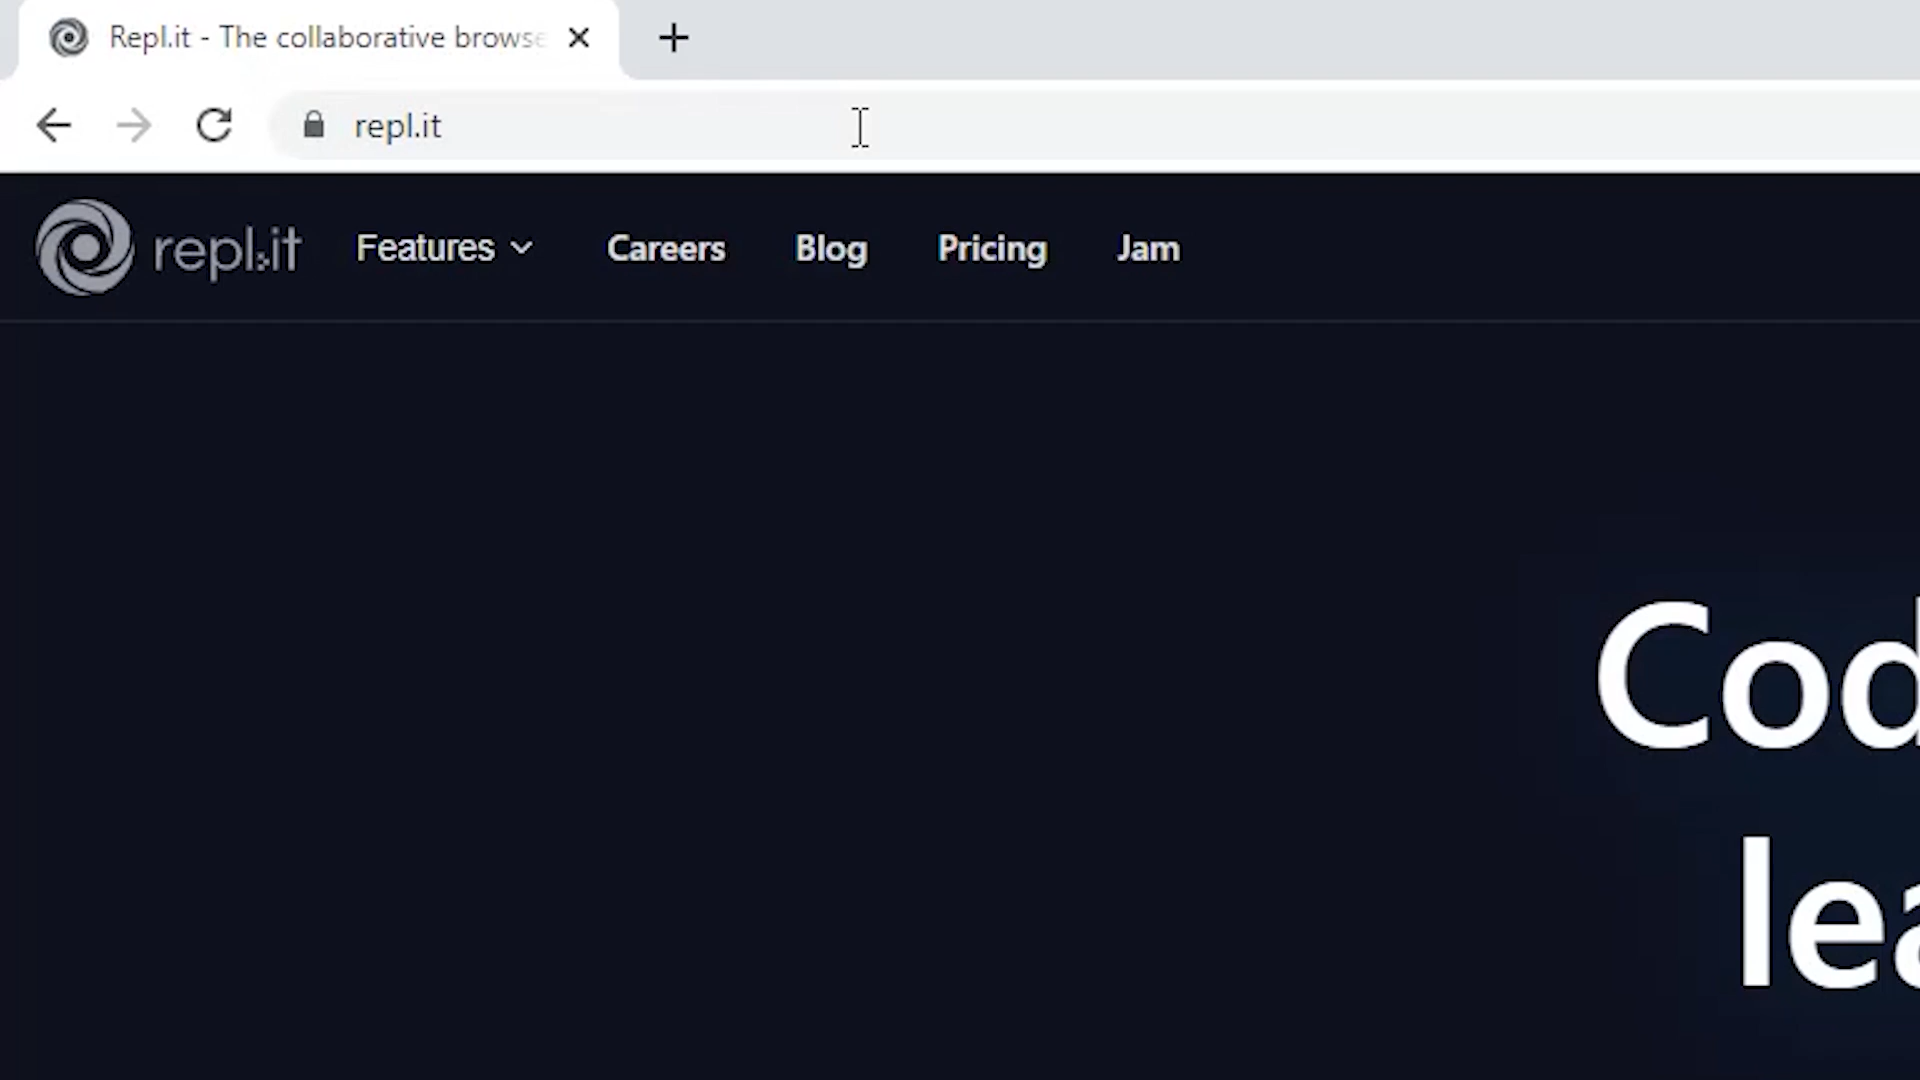 Repl.it - The collaborative browse
repl.it
repl.it Features Careers Blog Pricing Jam
Cod
lea